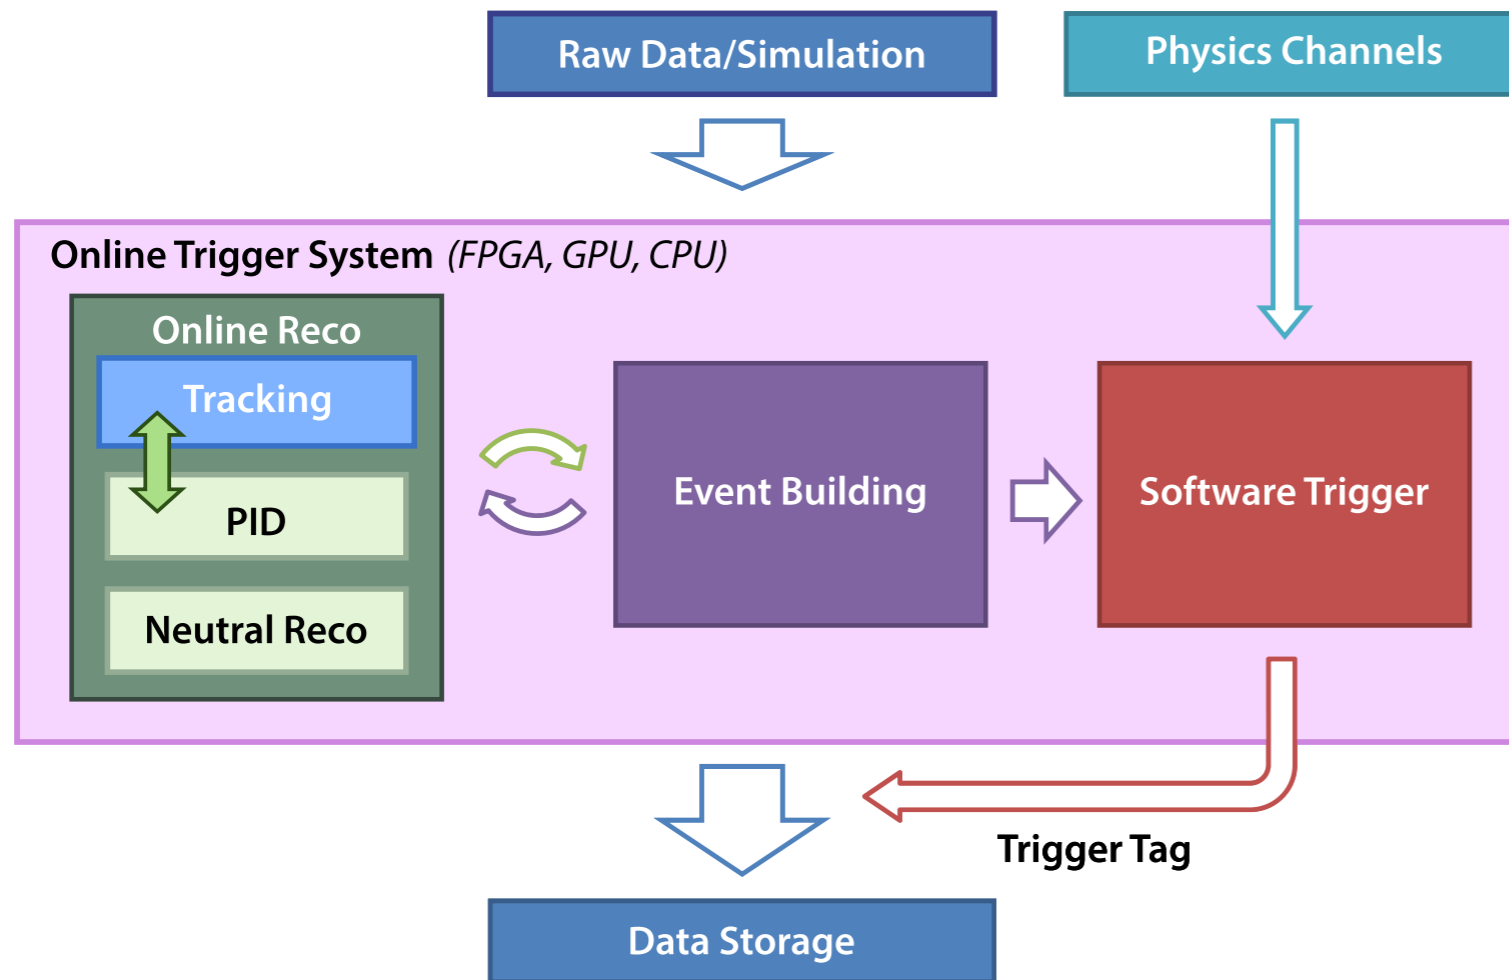 Raw Data/Simulation
Physics Channels
Online Trigger System (FPGA, GPU, CPU)
Online Reco
Tracking
PID
Neutral Reco
Event Building
Software Trigger
Trigger Tag
Data Storage